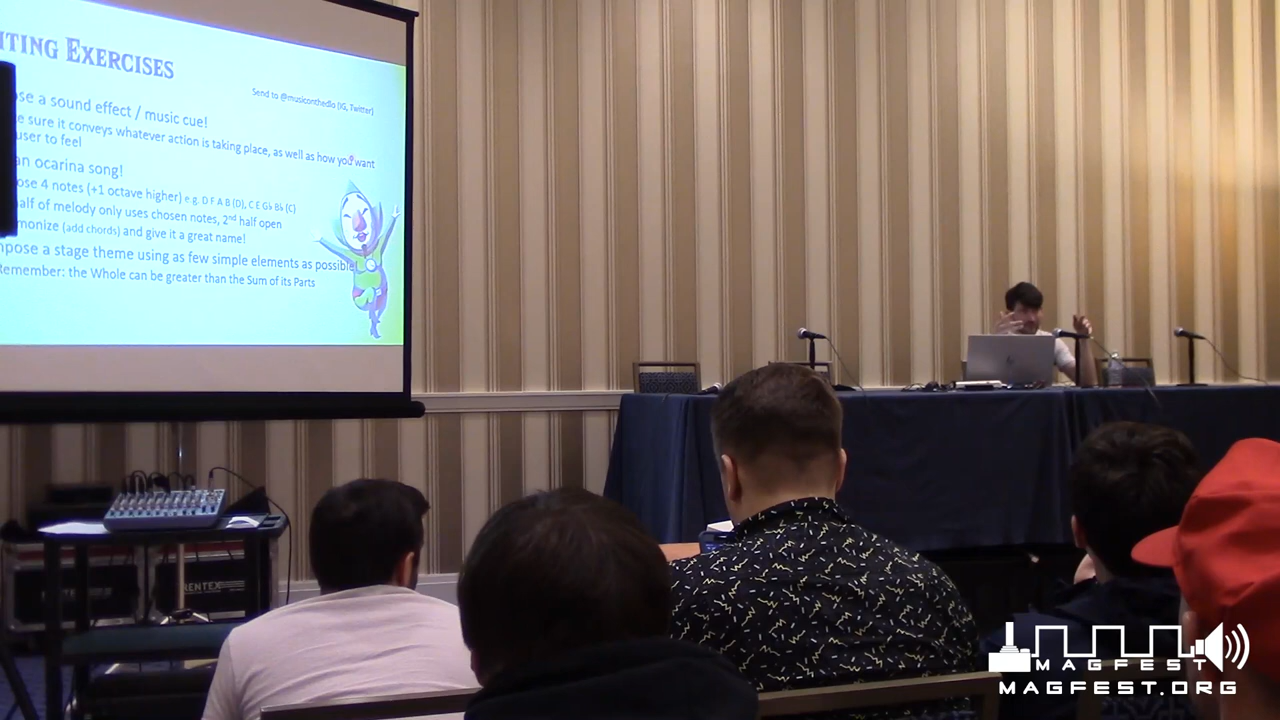 ITING EXERCISES
Send to @musiconthedlo (IG, Twitter)
ose a sound effect / music cue!
e sure it conveys whatever action is taking place, as well as how you want
user to feel
an ocarina song!
ose 4 notes (+1 octave higher) e.g. D F A B (D), C E G♭ B♭ (C)
alf of melody only uses chosen notes, 2nd half open
monize (add chords) and give it a great name!
mpose a stage theme using as few simple elements as possible!
Remember: the Whole can be greater than the Sum of its Parts
RENTEX
MAGFEST
MAGFEST.ORG